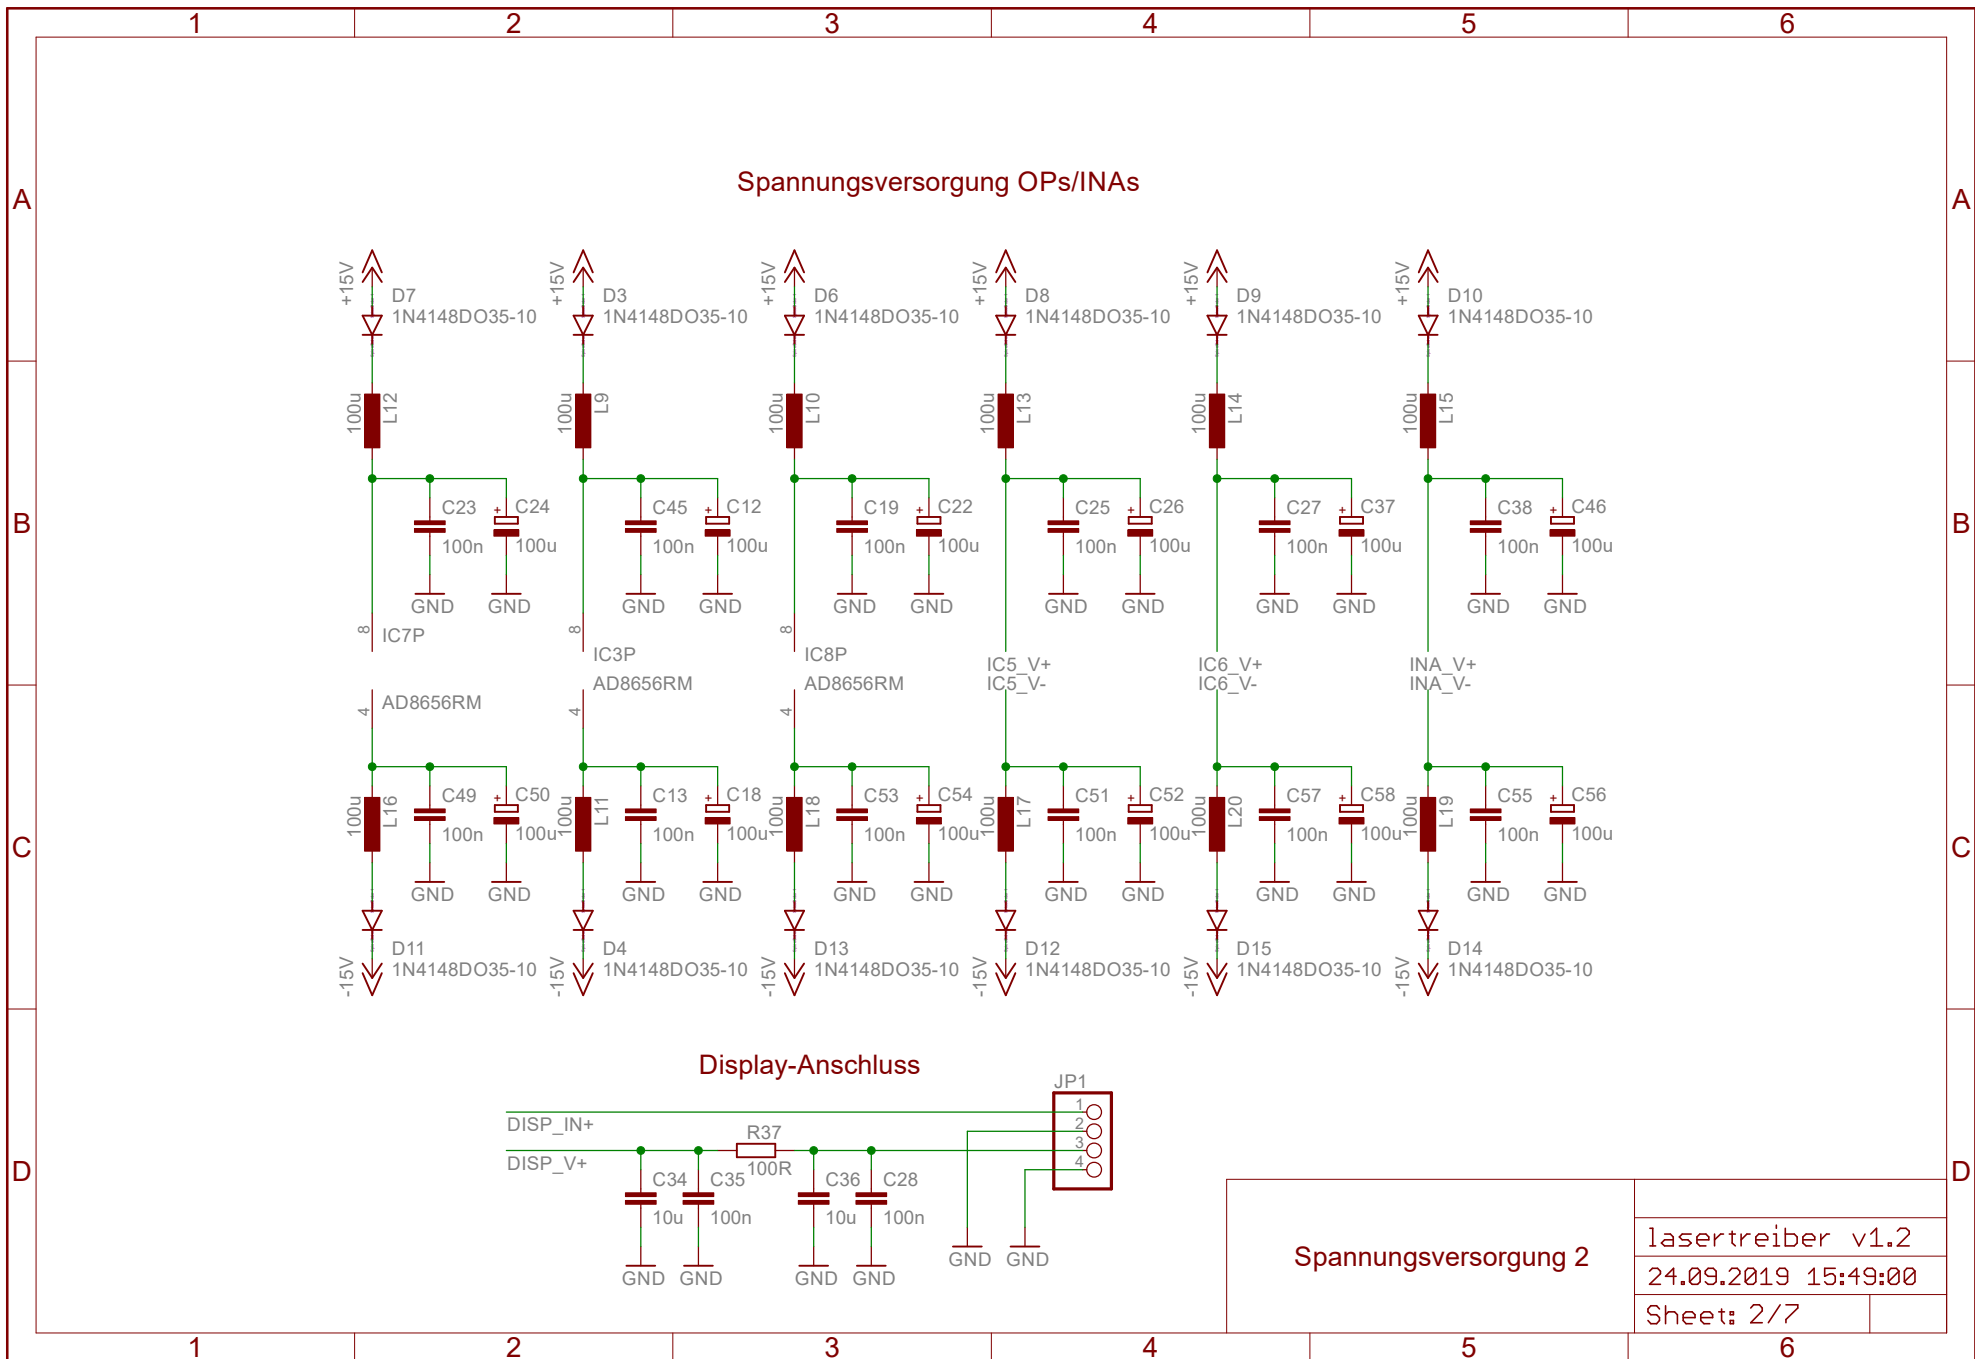 1 2 3 4 5 6
A A
Spannungsversorgung OPs/INAs
+15V +15V +15V +15V +15V +15V
D7 D3 D6 D8 D9 D10
1N4148DO35-10 1N4148DO35-10 1N4148DO35-10 1N4148DO35-10 1N4148DO35-10 1N4148DO35-10
100u L12 100u L9 100u L10 100u L13 100u L14 100u L15
C23 C24 C45 C12 C19 C22 C25 C26 C27 C37 C38 C46
B B
100n 100u 100n 100u 100n 100u 100n 100u 100n 100u 100n 100u
GND GND GND GND GND GND GND GND GND GND GND GND
8 IC7P 8 8
IC3P IC8P IC5_V+ IC6_V+ INA_V+
AD8656RM AD8656RM IC5_V- IC6_V- INA_V-
4 AD8656RM 4 4
100u L16 C49 C50 100u L11 C13 C18 100u L18 C53 C54 100u L17 C51 C52 100u L20 C57 C58 100u L19 C55 C56
100n 100u 100n 100u 100n 100u 100n 100u 100n 100u 100n 100u
C C
GND GND GND GND GND GND GND GND GND GND GND GND
D11 D4 D13 D12 D15 D14
-15V 1N4148DO35-10 -15V 1N4148DO35-10 -15V 1N4148DO35-10 -15V 1N4148DO35-10 -15V 1N4148DO35-10 -15V 1N4148DO35-10
Display-Anschluss
JP1
1
DISP_IN+
2
R37
3
DISP_V+
100R
4
D D
C34 C35 C36 C28
10u 100n 10u 100n
GND GND
GND GND GND GND
Spannungsversorgung 2
lasertreiber v1.2
24.09.2019 15:49:00
Sheet: 2/7
1 2 3 4 5 6